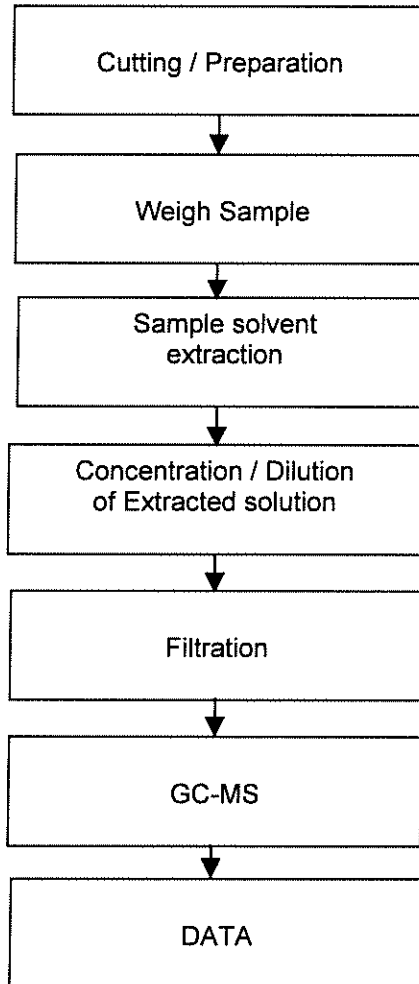 Cutting / Preparation
Weigh Sample
Sample solvent
extraction
Concentration / Dilution
of Extracted solution
Filtration
GC-MS
DATA